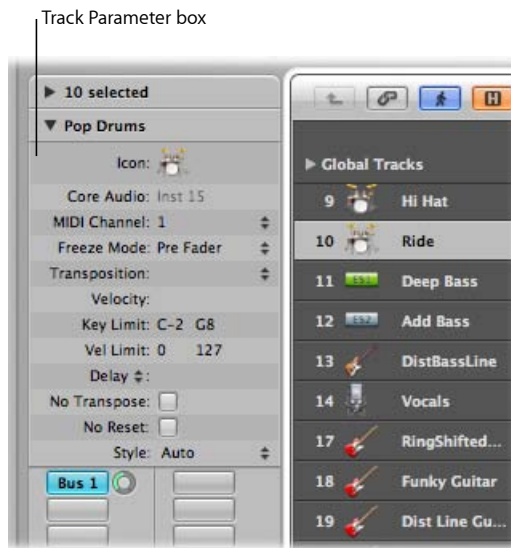 Track Parameter box
10 selected
Pop Drums
Icon:
Core Audio: Inst 15
MIDI Channel: 1
Freeze Mode: Pre Fader
Transposition:
Velocity:
Key Limit: C-2 G8
Vel Limit: 0 127
Delay :
No Transpose:
No Reset:
Style: Auto
Bus 1
H
Global Tracks
9 Hi Hat
10 Ride
11 ES1 Deep Bass
12 ES2 Add Bass
13 DistBassLine
14 Vocals
17 RingShifted...
18 Funky Guitar
19 Dist Line Gu...